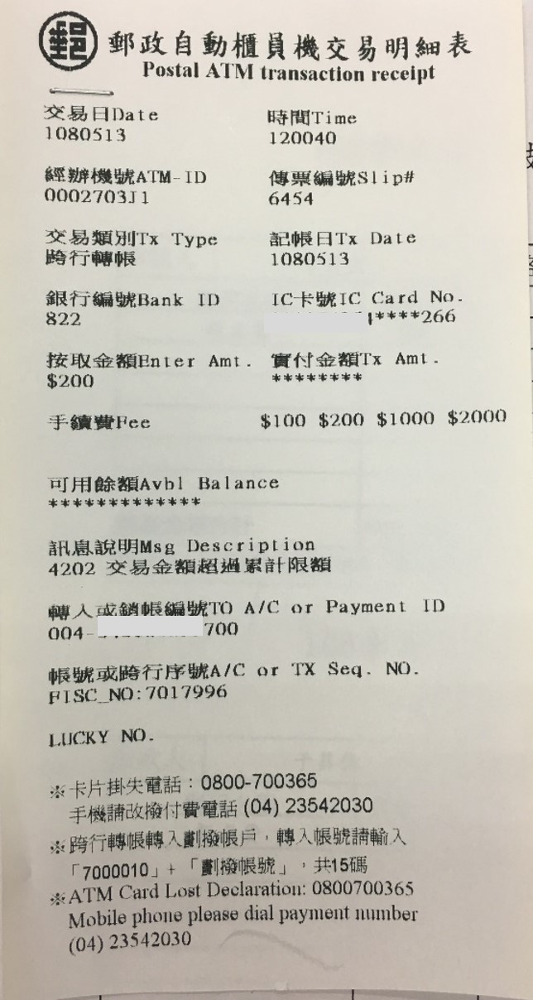 郵 郵政自動櫃員機交易明細表
Postal ATM transaction receipt
交易日Date 時間Time
1080513 120040
經辦機號ATM-ID 傳票編號Slip#
0002703J1 6454
交易類別Tx Type 記帳日Tx Date
跨行轉帳 1080513
銀行編號Bank ID IC卡號IC Card No.
822 ****266
按取金額Enter Amt. 實付金額Tx Amt.
$200 ********
手續費Fee $100 $200 $1000 $2000
可用餘額Avbl Balance
*************
訊息說明Msg Description
4202 交易金額超過累計限額
轉入或銷帳編號TO A/C or Payment ID
004- 700
帳號或跨行序號A/C or TX Seq. NO.
FISC_NO:7017996
LUCKY NO.
※卡片掛失電話：0800-700365
手機請改撥付費電話 (04) 23542030
※跨行轉帳轉入劃撥帳戶，轉入帳號請輸入
「7000010」+「劃撥帳號」，共15碼
※ATM Card Lost Declaration: 0800700365
Mobile phone please dial payment number
(04) 23542030